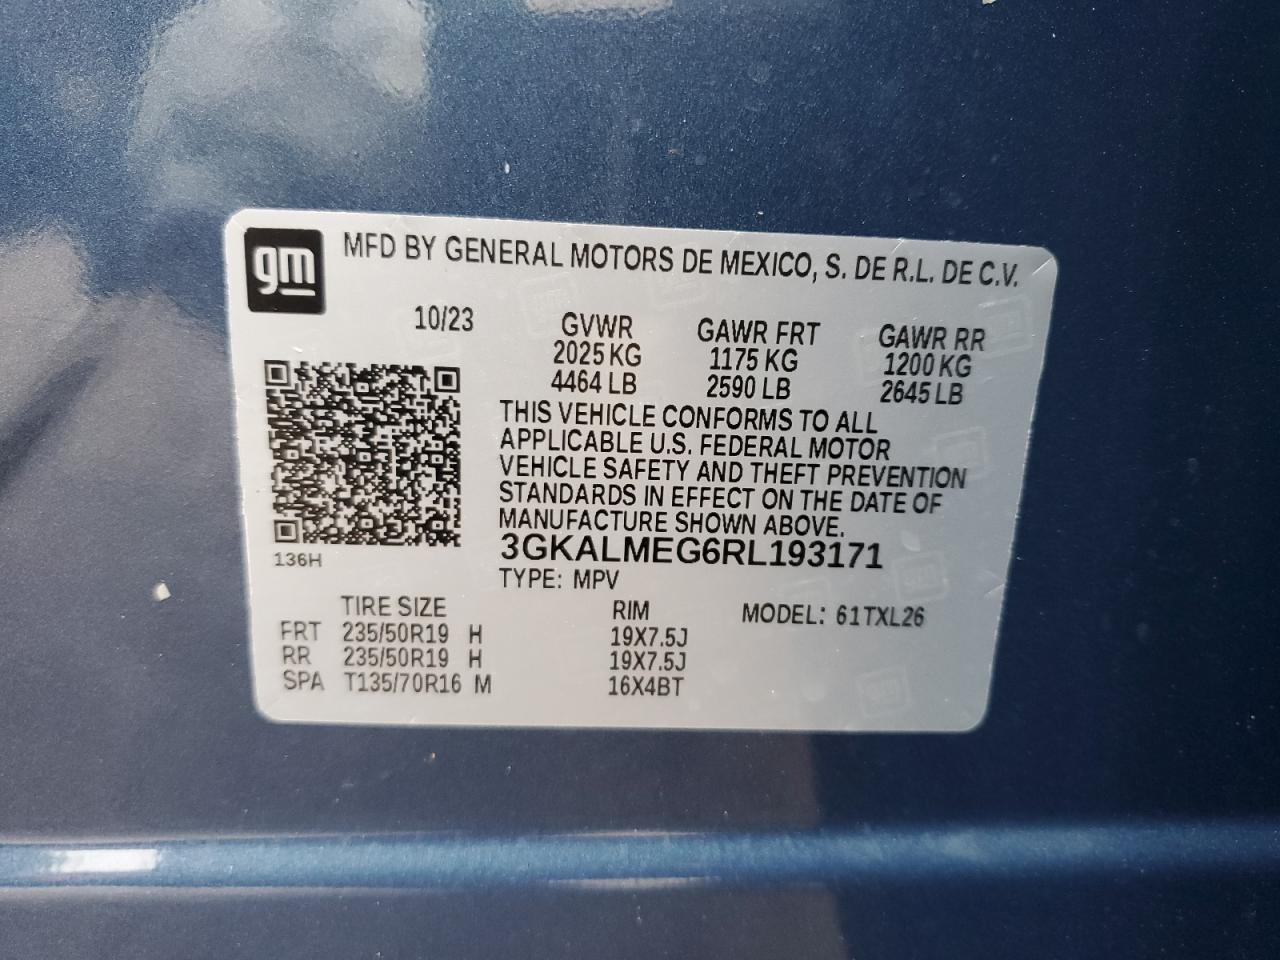 gm
MFD BY GENERAL MOTORS DE MEXICO, S. DE R.L. DE C.V.
10/23 GVWR GAWR FRT GAWR RR
2025 KG 1175 KG 1200 KG
4464 LB 2590 LB 2645 LB
THIS VEHICLE CONFORMS TO ALL
APPLICABLE U.S. FEDERAL MOTOR
VEHICLE SAFETY AND THEFT PREVENTION
STANDARDS IN EFFECT ON THE DATE OF
MANUFACTURE SHOWN ABOVE.
136H
3GKALMEG6RL193171
TYPE: MPV
TIRE SIZE RIM MODEL: 61TXL26
FRT 235/50R19 H 19X7.5J
RR 235/50R19 H 19X7.5J
SPA T135/70R16 M 16X4BT